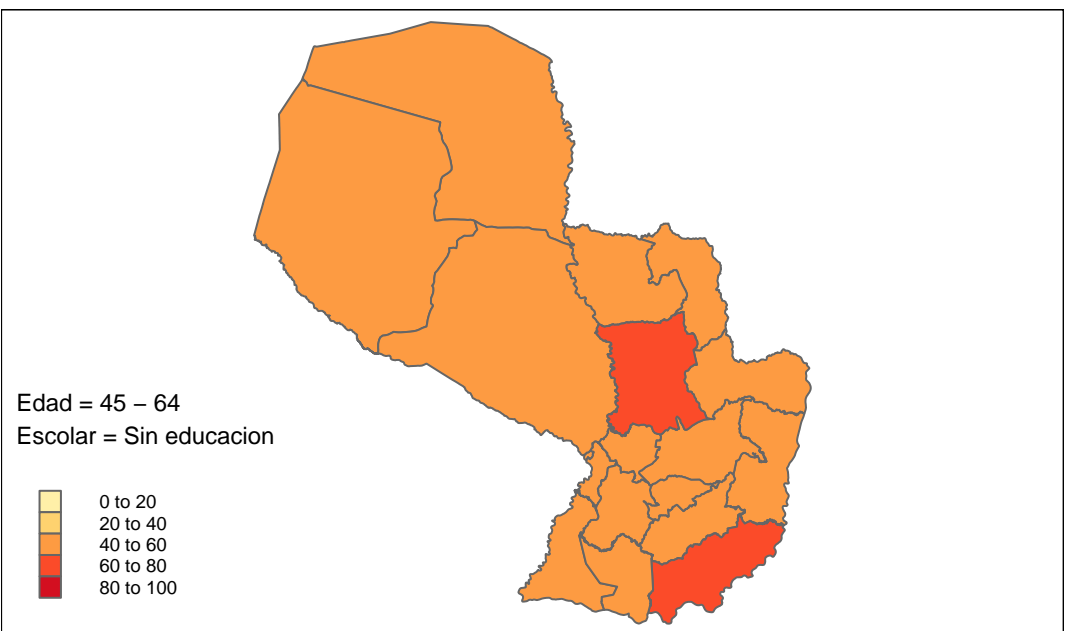 Edad = 45 − 64
Escolar = Sin educacion
0 to 20
20 to 40
40 to 60
60 to 80
80 to 100